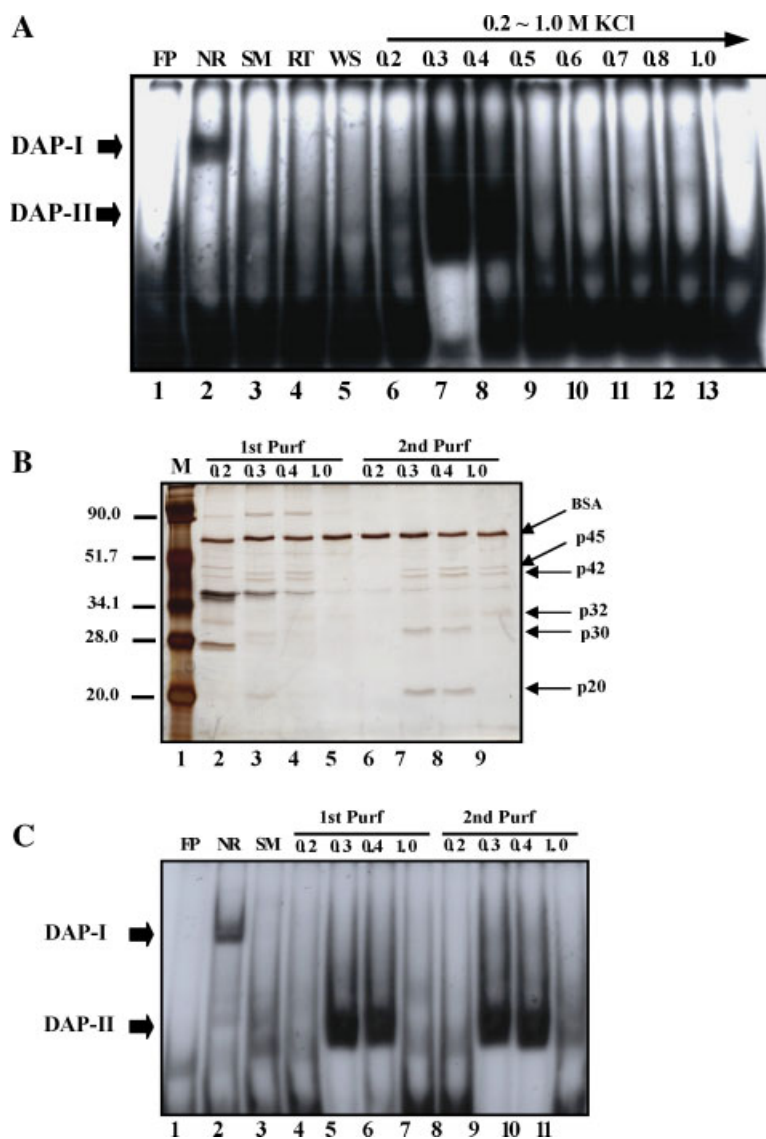 A
0.2 ~ 1.0 M KCl
FP NR SM RT WS 0.2 0.3 0.4 0.5 0.6 0.7 0.8 1.0
DAP-I
DAP-II
1 2 3 4 5 6 7 8 9 10 11 12 13
B
1st Purf 2nd Purf
M 0.2 0.3 0.4 1.0 0.2 0.3 0.4 1.0
90.0
51.7
34.1
28.0
20.0
BSA
p45
p42
p32
p30
p20
1 2 3 4 5 6 7 8 9
C
1st Purf 2nd Purf
FP NR SM 0.2 0.3 0.4 1.0 0.2 0.3 0.4 1.0
DAP-I
DAP-II
1 2 3 4 5 6 7 8 9 10 11